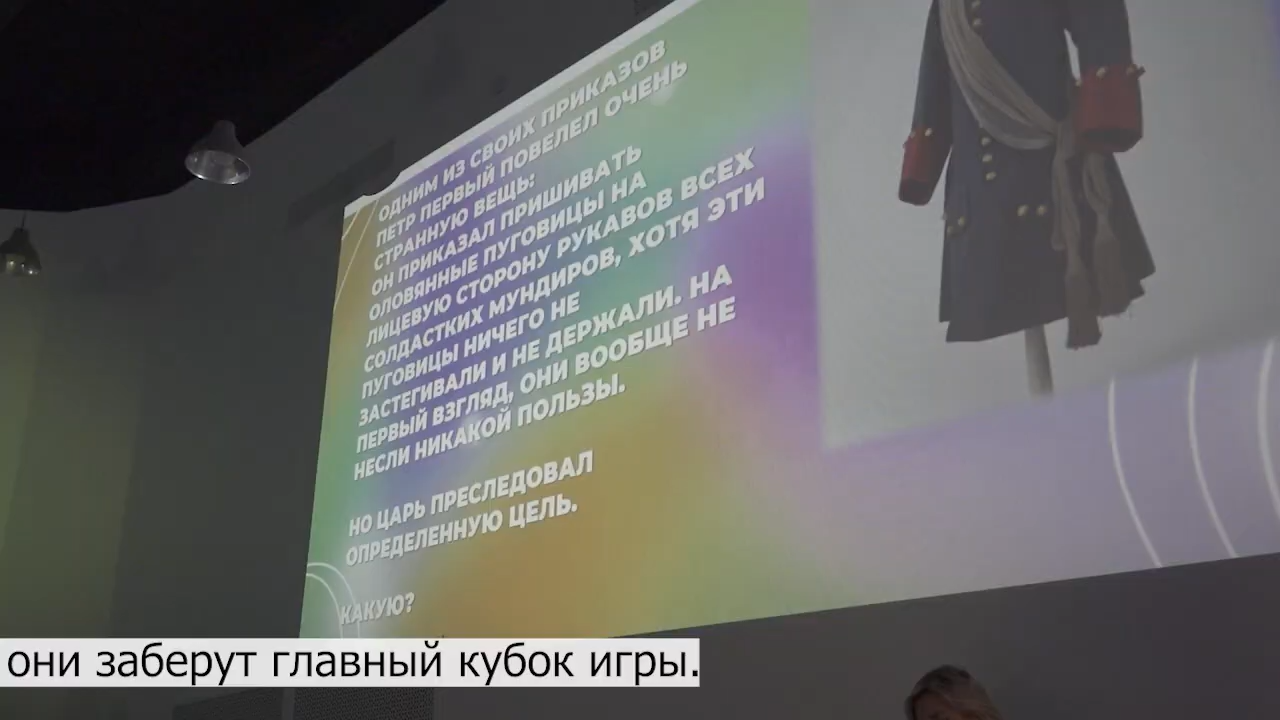 ОДНИМ ИЗ СВОИХ ПРИКАЗОВ
ПЕТР ПЕРВЫЙ ПОВЕЛЕЛ ОЧЕНЬ
СТРАННУЮ ВЕЩЬ:
ОН ПРИКАЗАЛ ПРИШИВАТЬ
ОЛОВЯННЫЕ ПУГОВИЦЫ НА
ЛИЦЕВУЮ СТОРОНУ РУКАВОВ ВСЕХ
СОЛДАСТКИХ МУНДИРОВ, ХОТЯ ЭТИ
ПУГОВИЦЫ НИЧЕГО НЕ
ЗАСТЕГИВАЛИ И НЕ ДЕРЖАЛИ. НА
ПЕРВЫЙ ВЗГЛЯД, ОНИ ВООБЩЕ НЕ
НЕСЛИ НИКАКОЙ ПОЛЬЗЫ.
НО ЦАРЬ ПРЕСЛЕДОВАЛ
ОПРЕДЕЛЕННУЮ ЦЕЛЬ.
КАКУЮ?
они заберут главный кубок игры.